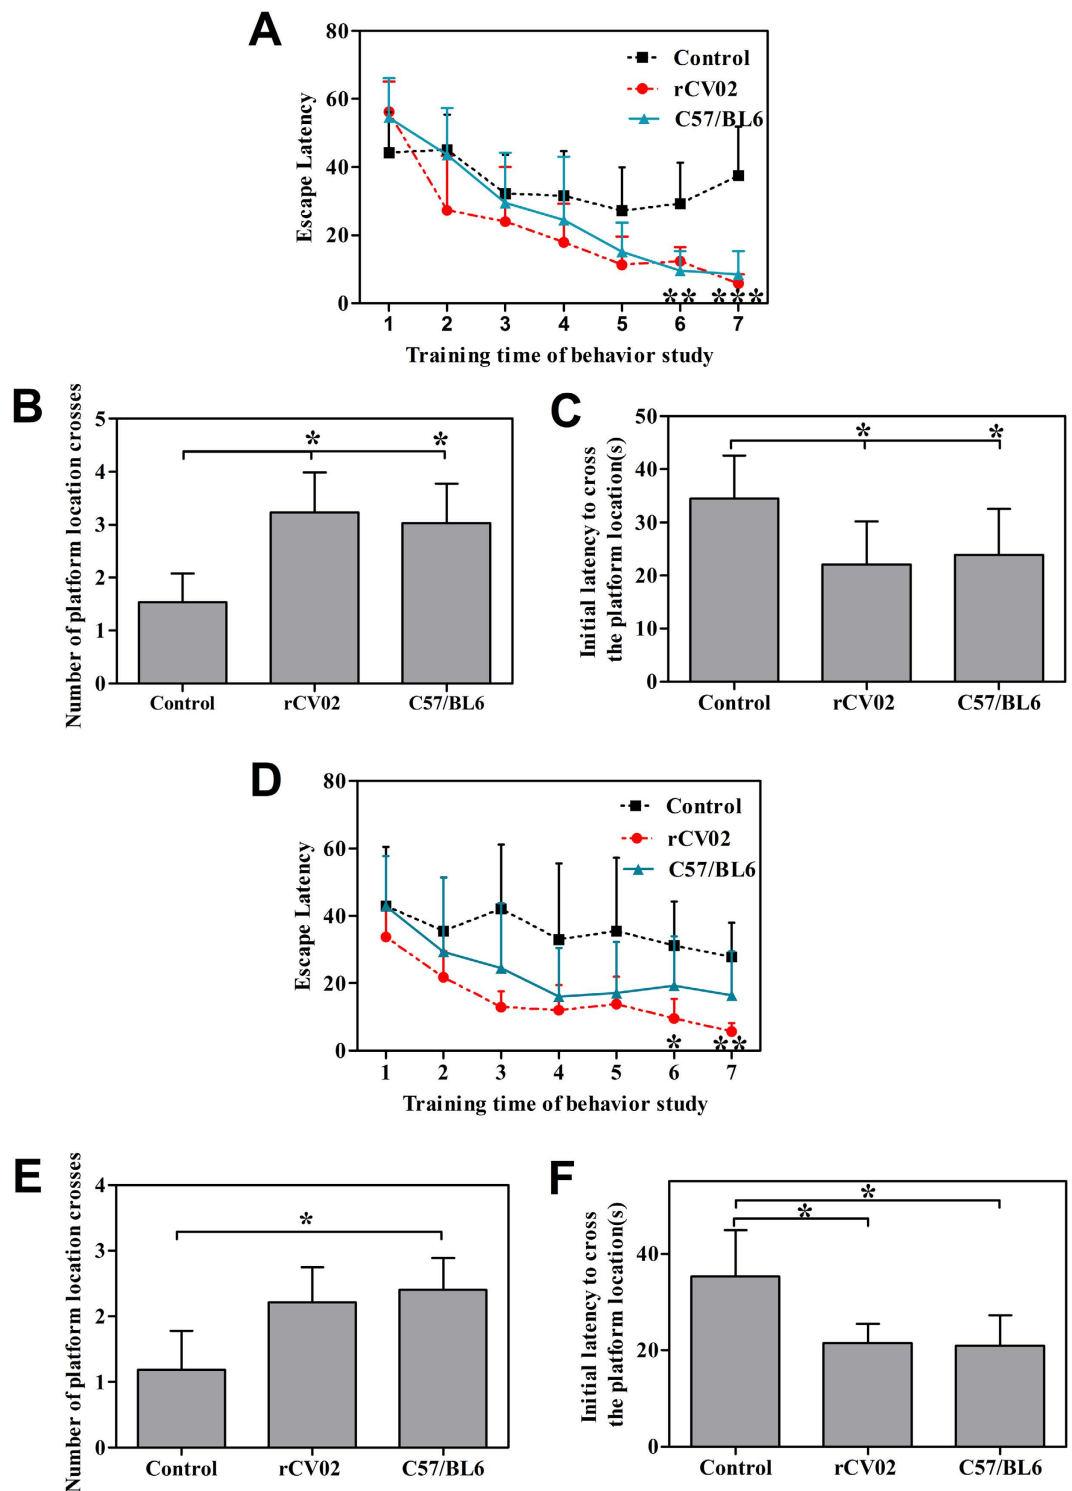 A
80
60
40
20
0
Escape Latency
Control
rCV02
C57/BL6
** ***
1 2 3 4 5 6 7
Training time of behavior study
B
5
4
3
2
1
0
Number of platform location crosses
* *
Control rCV02 C57/BL6
C
50
40
30
20
10
0
Initial latency to cross
the platform location(s)
* *
Control rCV02 C57/BL6
D
80
60
40
20
0
Escape Latency
Control
rCV02
C57/BL6
* **
1 2 3 4 5 6 7
Training time of behavior study
E
4
3
2
1
0
Number of platform location crosses
*
Control rCV02 C57/BL6
F
40
20
0
Initial latency to cross
the platform location(s)
*
*
Control rCV02 C57/BL6